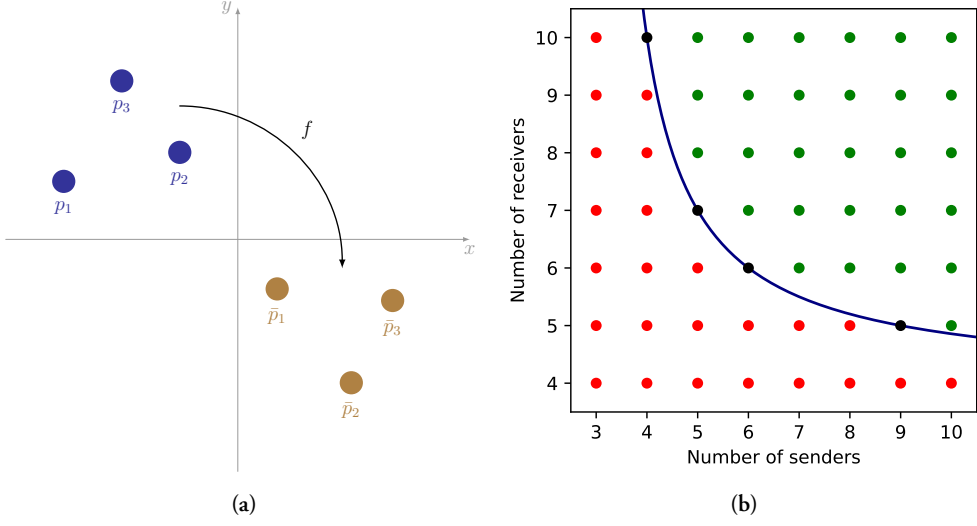 y
p₃
f
p₂
p₁
x
p̄₁
p̄₃
p̄₂
(a)
Number of receivers
10
9
8
7
6
5
4
3 4 5 6 7 8 9 10
Number of senders
(b)